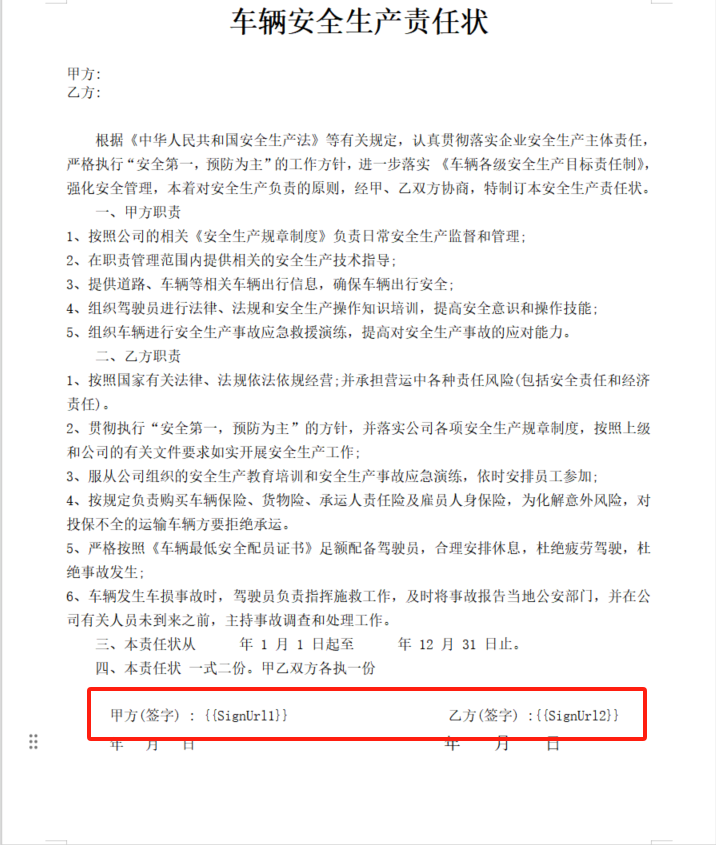 车辆安全生产责任状
甲方:
乙方:
根据《中华人民共和国安全生产法》等有关规定，认真贯彻落实企业安全生产主体责任，
严格执行“安全第一，预防为主”的工作方针，进一步落实 《车辆各级安全生产目标责任制》，
强化安全管理，本着对安全生产负责的原则，经甲、乙双方协商，特制订本安全生产责任状。
一、甲方职责
1、按照公司的相关《安全生产规章制度》负责日常安全生产监督和管理;
2、在职责管理范围内提供相关的安全生产技术指导;
3、提供道路、车辆等相关车辆出行信息，确保车辆出行安全;
4、组织驾驶员进行法律、法规和安全生产操作知识培训，提高安全意识和操作技能;
5、组织车辆进行安全生产事故应急救援演练，提高对安全生产事故的应对能力。
二、乙方职责
1、按照国家有关法律、法规依法依规经营;并承担营运中各种责任风险(包括安全责任和经济
责任)。
2、贯彻执行“安全第一，预防为主”的方针，并落实公司各项安全生产规章制度，按照上级
和公司的有关文件要求如实开展安全生产工作;
3、服从公司组织的安全生产教育培训和安全生产事故应急演练，依时安排员工参加;
4、按规定负责购买车辆保险、货物险、承运人责任险及雇员人身保险，为化解意外风险，对
投保不全的运输车辆方要拒绝承运。
5、严格按照《车辆最低安全配员证书》足额配备驾驶员，合理安排休息，杜绝疲劳驾驶，杜
绝事故发生;
6、车辆发生车损事故时，驾驶员负责指挥施救工作，及时将事故报告当地公安部门，并在公
司有关人员未到来之前，主持事故调查和处理工作。
三、本责任状从 年 1 月 1 日起至 年 12 月 31 日止。
四、本责任状 一式二份。甲乙双方各执一份
甲方(签字) : {{SignUrl1}} 乙方(签字) :{{SignUrl2}}
年 月 日 年 月 日